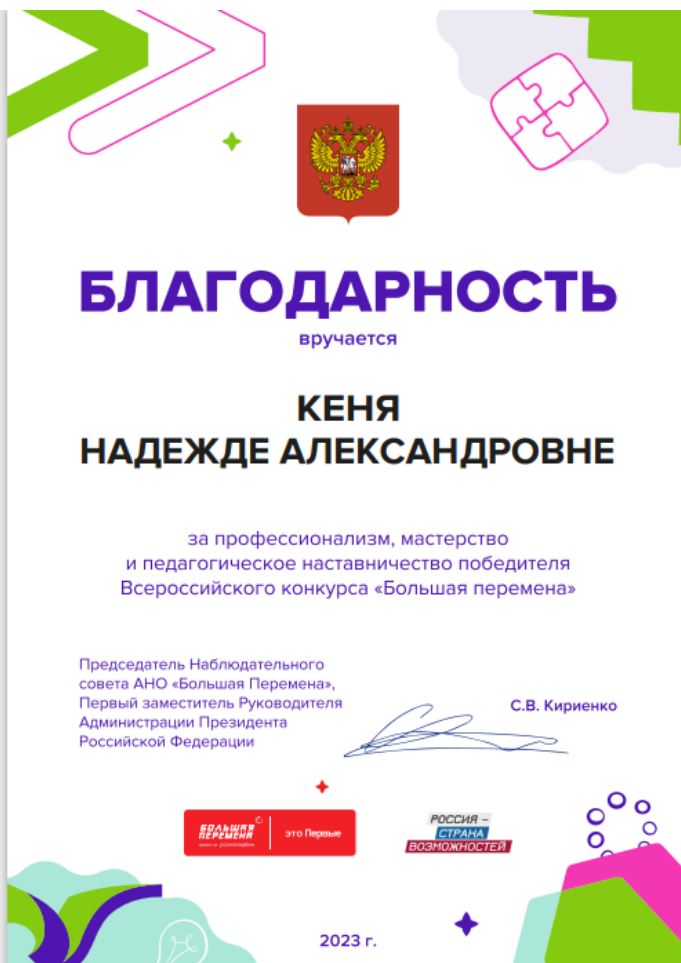 БЛАГОДАРНОСТЬ
вручается
КЕНЯ
НАДЕЖДЕ АЛЕКСАНДРОВНЕ
за профессионализм, мастерство
и педагогическое наставничество победителя
Всероссийского конкурса «Большая перемена»
Председатель Наблюдательного
совета АНО «Большая Перемена»,
Первый заместитель Руководителя
Администрации Президента
Российской Федерации
С.В. Кириенко
БОЛЬШАЯ
ПЕРЕМЕНА
это Первые
РОССИЯ –
СТРАНА
ВОЗМОЖНОСТЕЙ
2023 г.